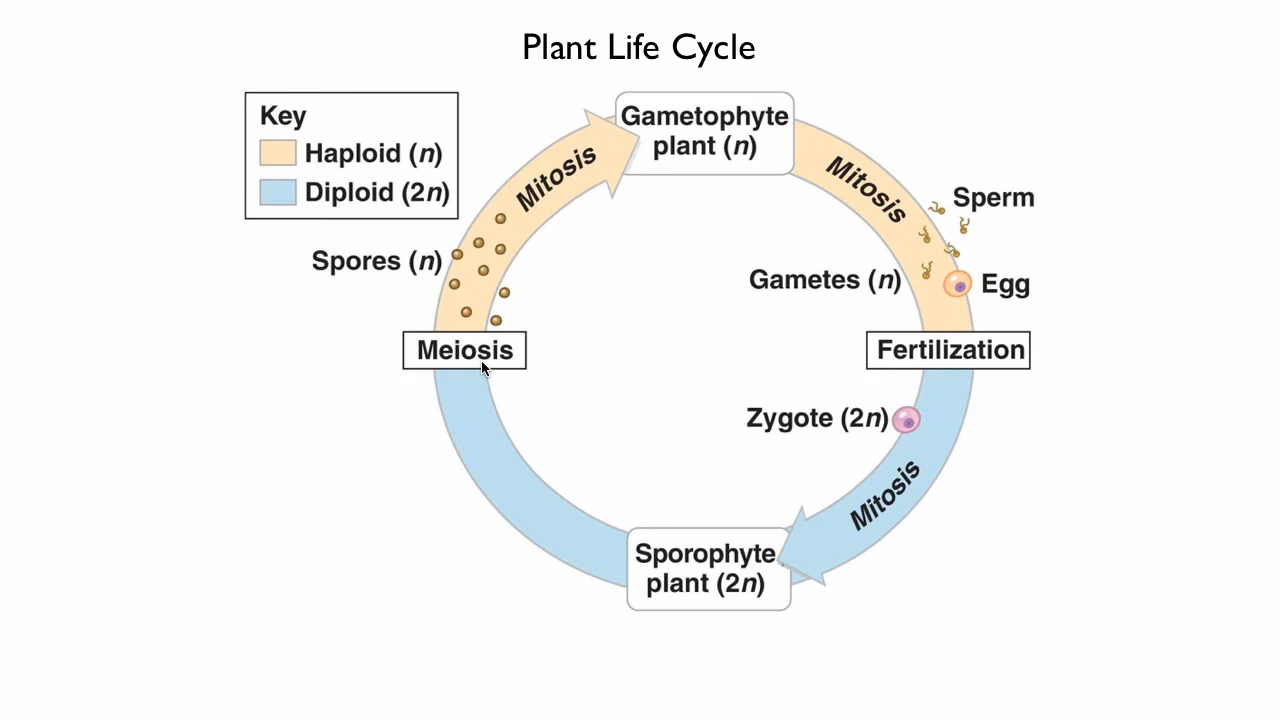 Plant Life Cycle
Key
Haploid (n)
Diploid (2n)
Gametophyte
plant (n)
Mitosis
Mitosis
Sperm
Spores (n)
Gametes (n)
Egg
Meiosis
Fertilization
Zygote (2n)
Mitosis
Sporophyte
plant (2n)